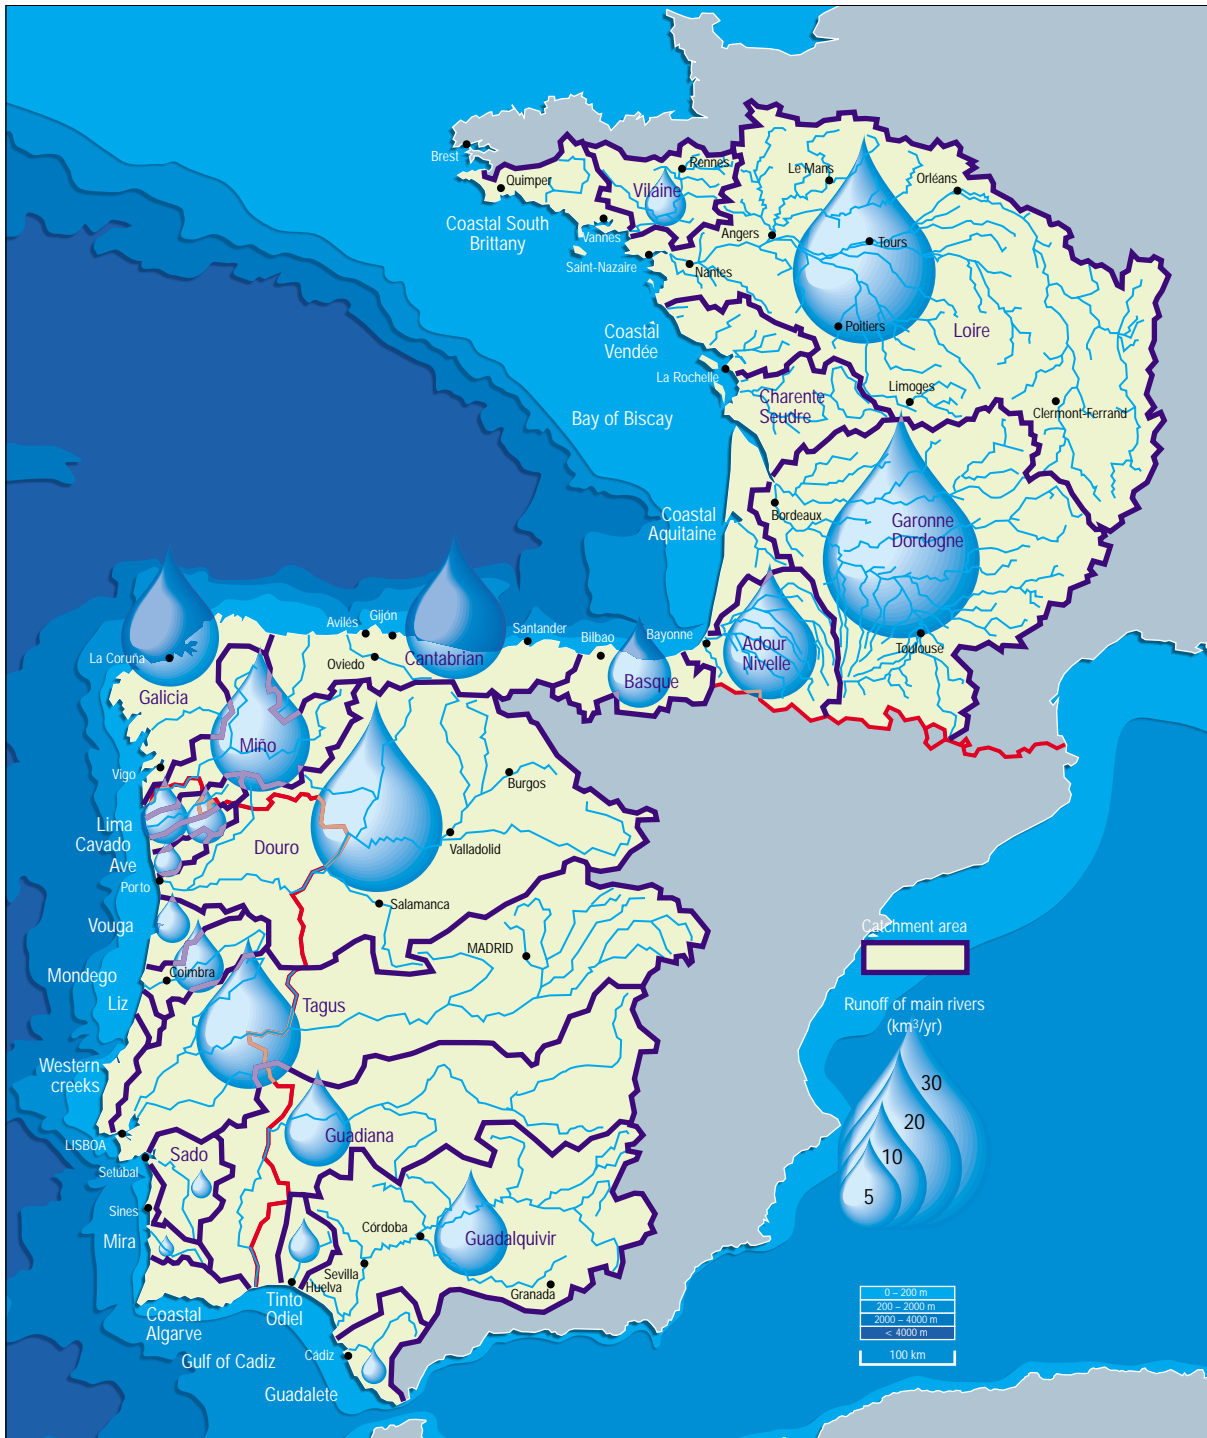 Brest
Quimper
Rennes
Vilaine
Le Mans
Orléans
Coastal South
Brittany
Vannes
Angers
Tours
Saint-Nazaire
Nantes
Poitiers
Loire
Coastal
Vendée
La Rochelle
Limoges
Charente
Seudre
Clermont-Ferrand
Bay of Biscay
Coastal
Aquitaine
Bordeaux
Garonne
Dordogne
Avilés
Gijón
Santander
Bilbao
Bayonne
Adour
Nivelle
Toulouse
La Coruña
Oviedo
Cantabrian
Basque
Galicia
Miño
Vigo
Burgos
Lima
Cavado
Ave
Douro
Valladolid
Porto
Salamanca
Vouga
MADRID
Catchment area
Mondego
Coimbra
Liz
Tagus
Runoff of main rivers
(km³/yr)
Western
creeks
30
20
10
5
LISBOA
Guadiana
Sado
Setúbal
Sines
Mira
Córdoba
Guadalquivir
Sevilla
Huelva
Granada
Tinto
Odiel
Coastal
Algarve
Gulf of Cadiz
Cádiz
Guadalete
0 – 200 m
200 – 2000 m
2000 – 4000 m
< 4000 m
100 km